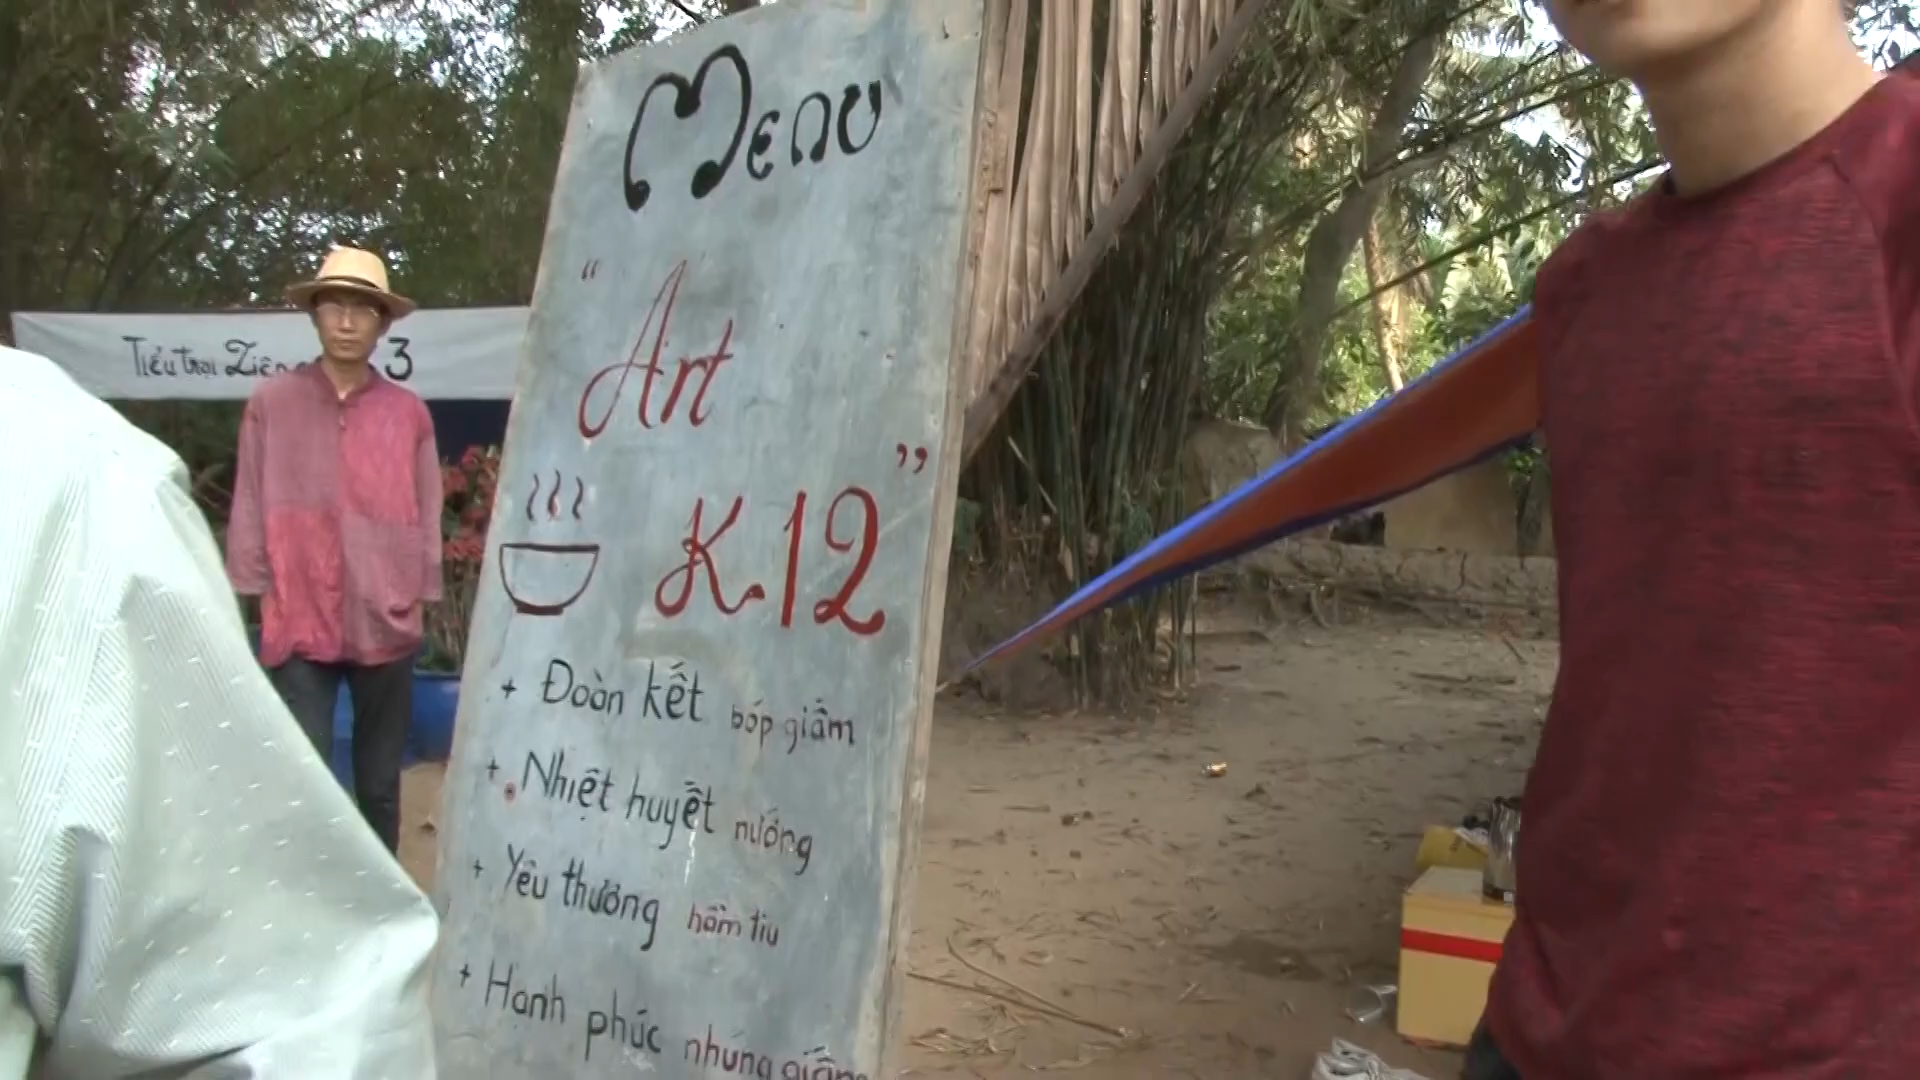 Menu
“Art
K.12”
+ Đoàn kết bóp giấm
+ Nhiệt huyết nướng
+ Yêu thương hầm tiu
+ Hạnh phúc nhúng giấm
Tiểu trại 3